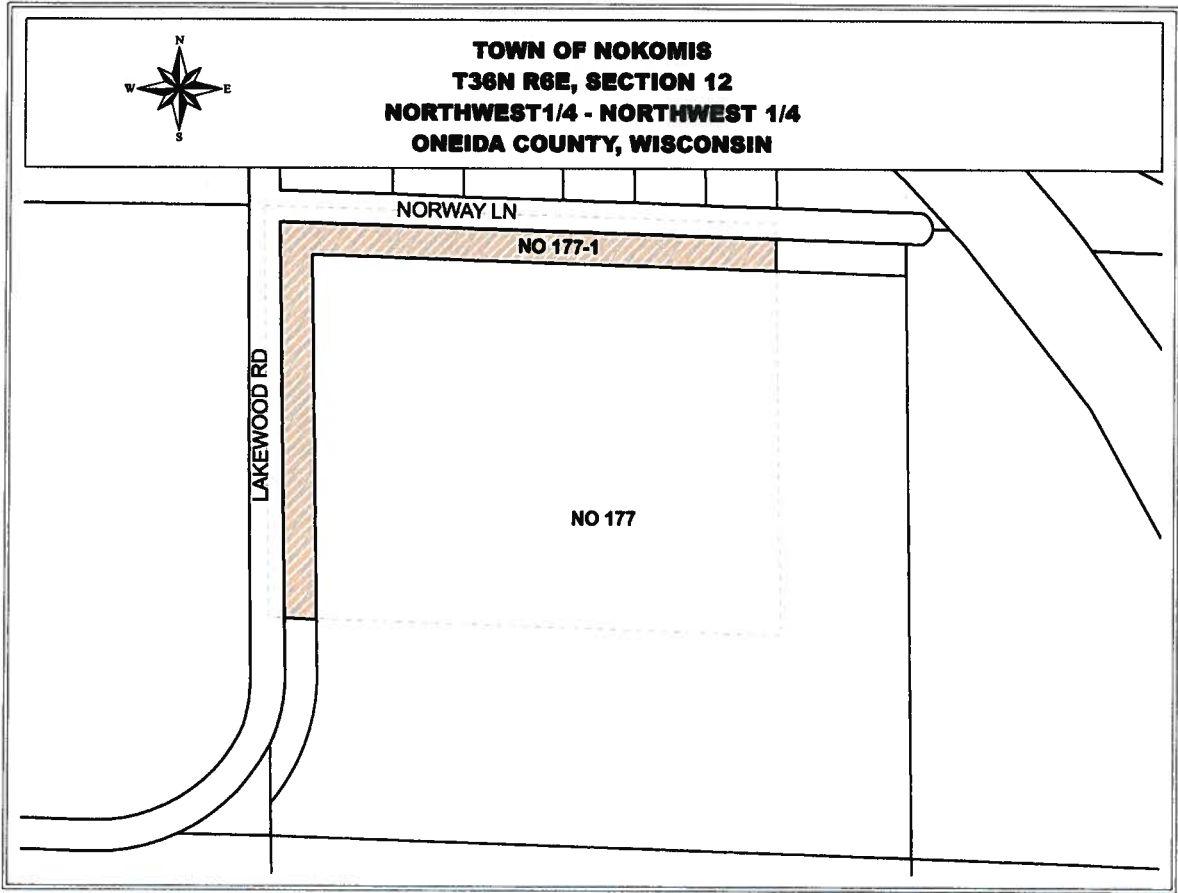 N
W E
S
TOWN OF NOKOMIS
T36N R6E, SECTION 12
NORTHWEST1/4 - NORTHWEST 1/4
ONEIDA COUNTY, WISCONSIN
NORWAY LN
NO 177-1
LAKEWOOD RD
NO 177